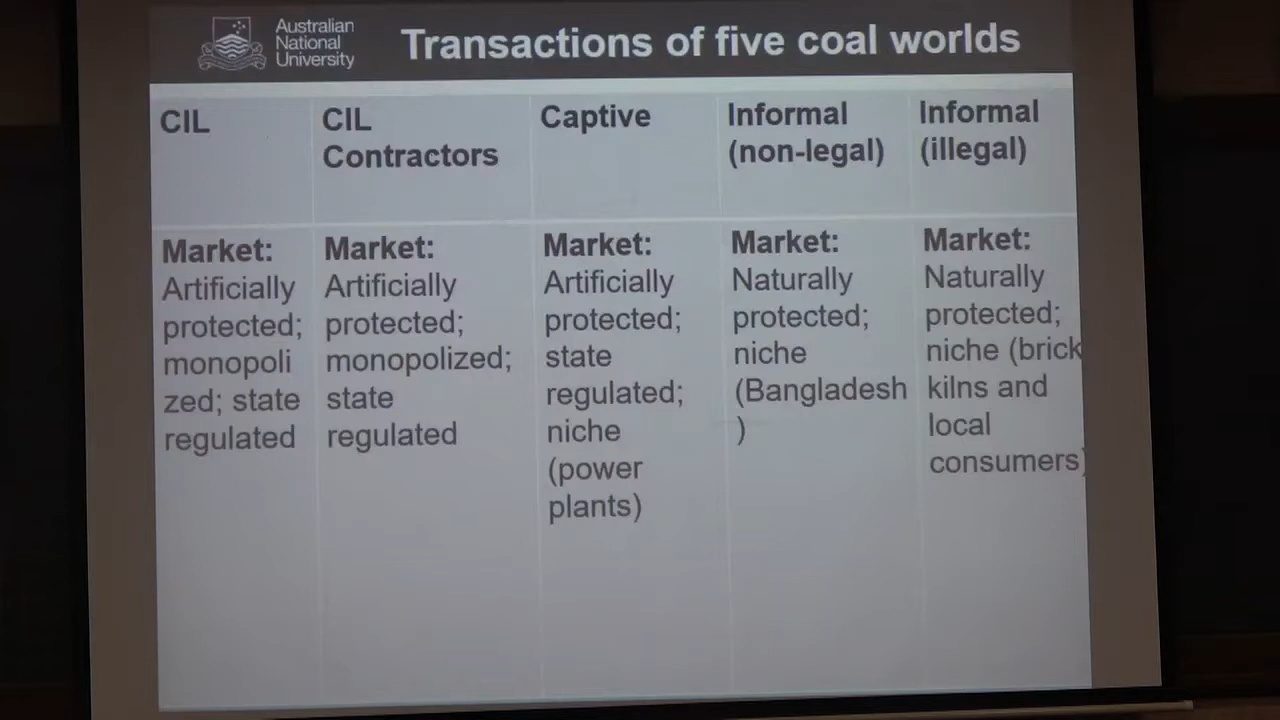 Australian
National
University
Transactions of five coal worlds
CIL
CIL
Contractors
Captive
Informal
(non-legal)
Informal
(illegal)
Market:
Artificially
protected;
monopoli
zed; state
regulated
Market:
Artificially
protected;
monopolized;
state
regulated
Market:
Artificially
protected;
state
regulated;
niche
(power
plants)
Market:
Naturally
protected;
niche
(Bangladesh
)
Market:
Naturally
protected;
niche (brick
kilns and
local
consumers)